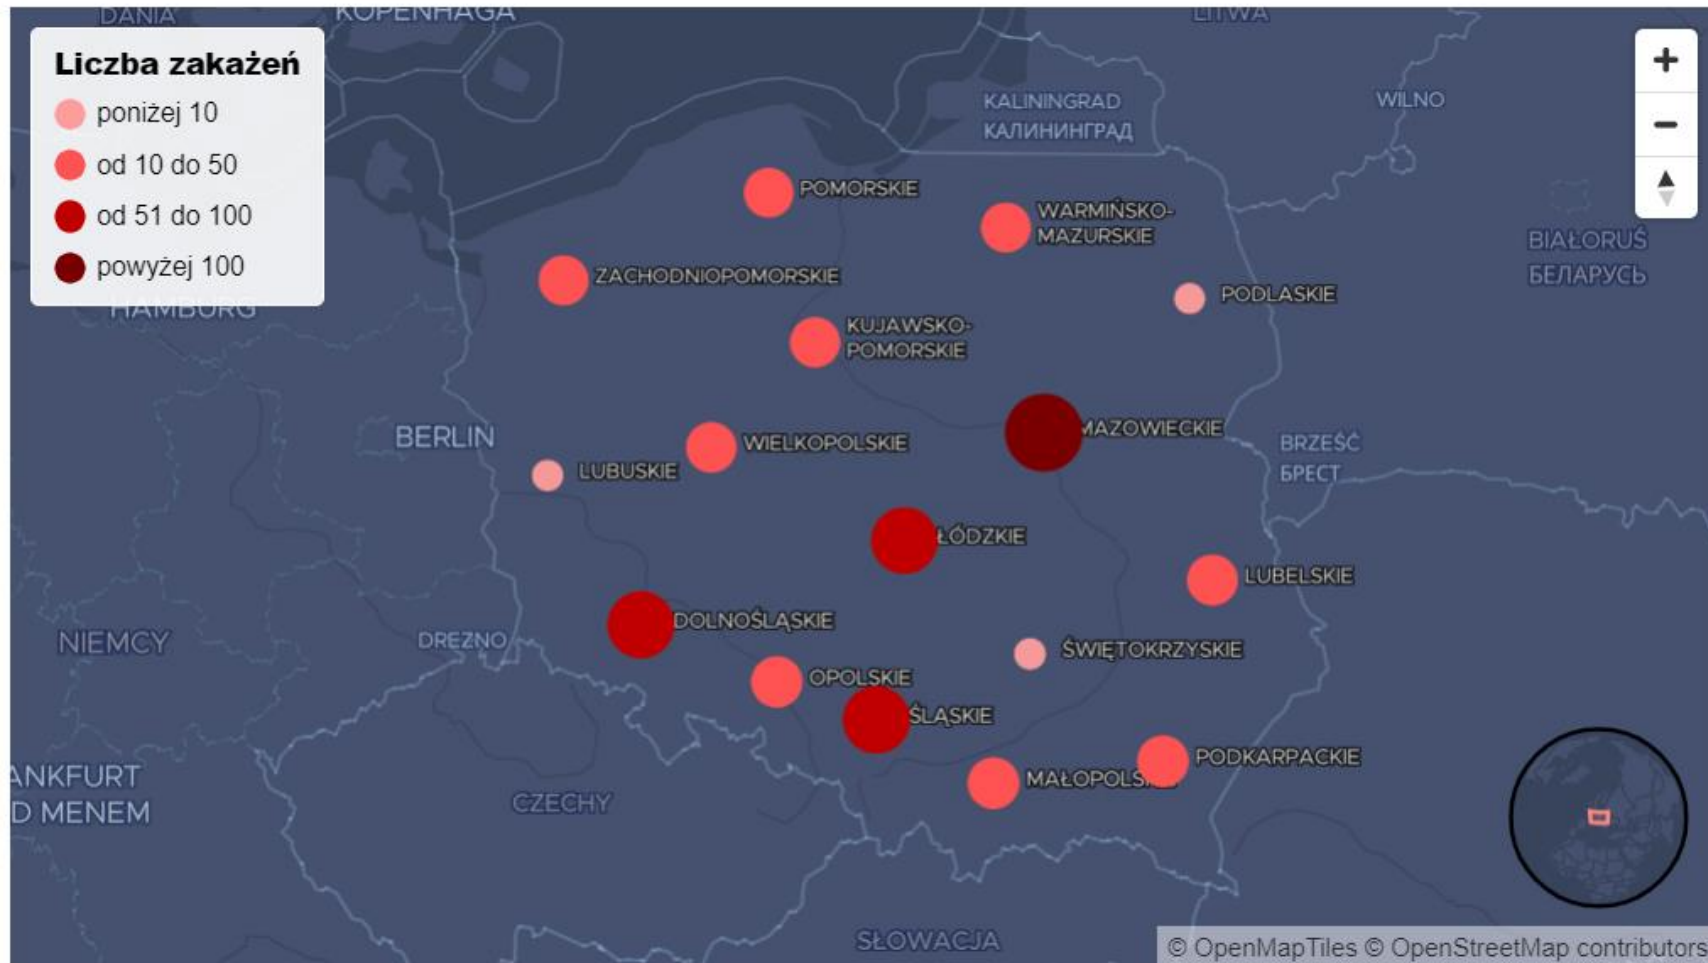 DANIA
KOPENHAGA
LITWA
Liczba zakażeń
poniżej 10
od 10 do 50
od 51 do 100
powyżej 100
HAMBURG
KALININGRAD
КАЛИНИНГРАД
WILNO
POMORSKIE
WARMIŃSKO-
MAZURSKIE
BIAŁORUŚ
БЕЛАРУСЬ
ZACHODNIOPOMORSKIE
PODLASKIE
KUJAWSKO-
POMORSKIE
BERLIN
WIELKOPOLSKIE
MAZOWIECKIE
BRZEŚĆ
БРЕСТ
LUBUSKIE
ŁÓDZKIE
LUBELSKIE
NIEMCY
DREZNO
DOLNOŚLĄSKIE
ŚWIĘTOKRZYSKIE
OPOLSKIE
ŚLĄSKIE
ANKFURT
D MENEM
CZECHY
MAŁOPOLS
PODKARPACKIE
SŁOWACJA
© OpenMapTiles © OpenStreetMap contributors